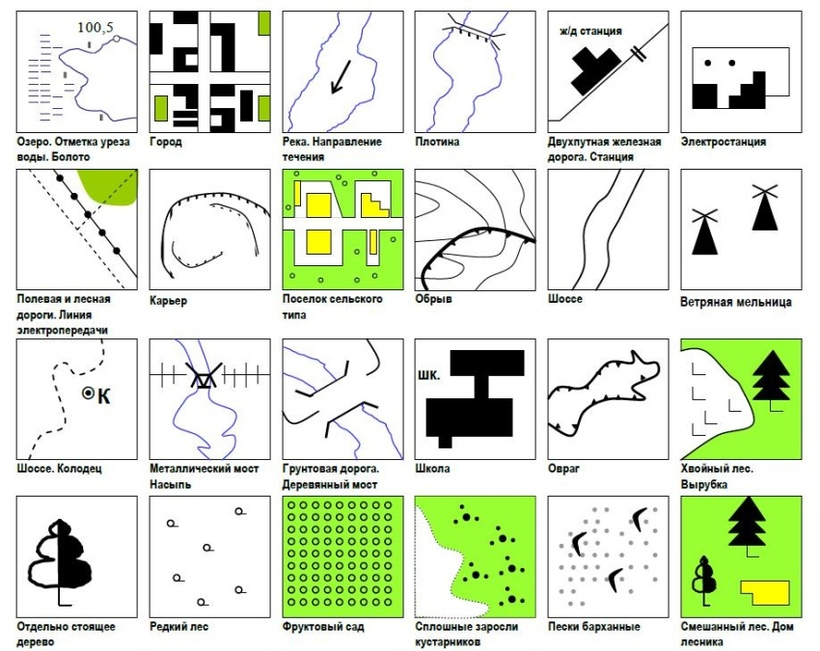 100,5
Озеро. Отметка уреза
воды. Болото
Город
Река. Направление
течения
Плотина
ж/д станция
Двухпутная железная
дорога. Станция
Электростанция
Полевая и лесная
дороги. Линия
электропередачи
Карьер
Поселок сельского
типа
Обрыв
Шоссе
Ветряная мельница
К
Шоссе. Колодец
Металлический мост
Насыпь
Грунтовая дорога.
Деревянный мост
ШК.
Школа
Овраг
Хвойный лес.
Вырубка
Отдельно стоящее
дерево
Редкий лес
Фруктовый сад
Сплошные заросли
кустарников
Пески барханные
Смешанный лес. Дом
лесника